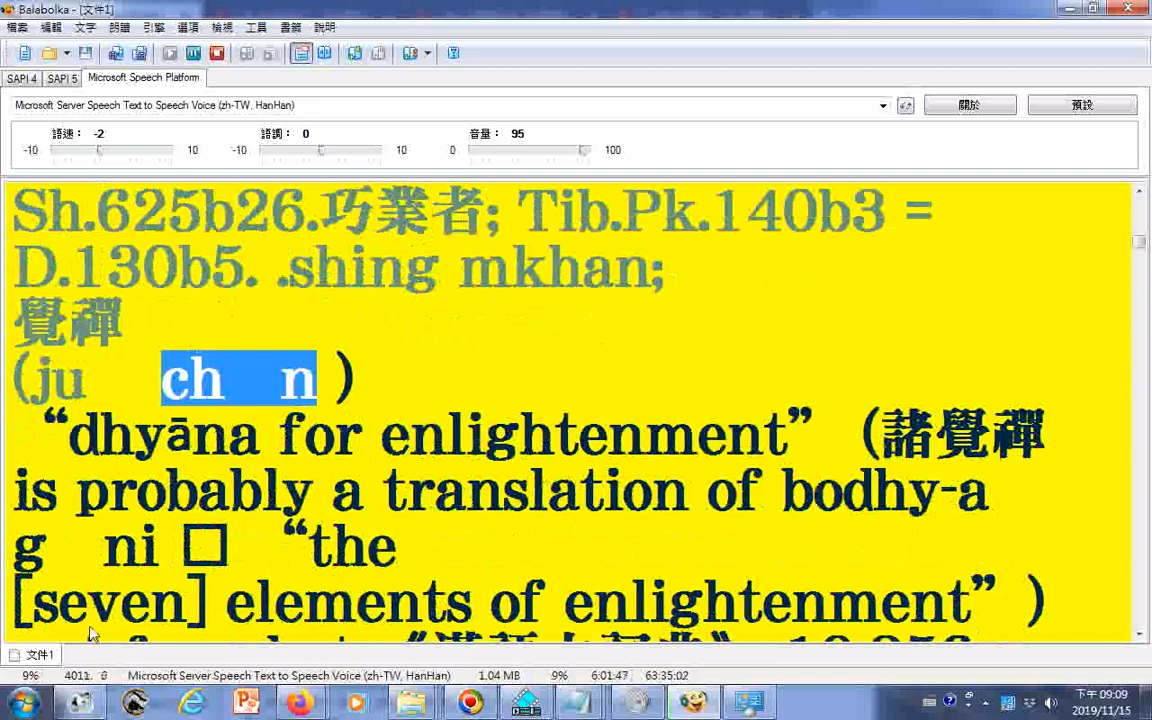 Balabolka - [文件1]
檔案 編輯 文字 朗讀 引擎 選項 檢視 工具 書籤 說明
SAPI 4 SAPI 5 Microsoft Speech Platform
Microsoft Server Speech Text to Speech Voice (zh-TW, HanHan) 關於 預設
語速： -2 語調： 0 音量： 95
-10 10 -10 10 0 100
Sh.625b26.巧業者; Tib.Pk.140b3 =
D.130b5. .shing mkhan;
覺禪
(ju ch n )
“dhyāna for enlightenment” (諸覺禪
is probably a translation of bodhy-a
g ni □ “the
[seven] elements of enlightenment” )
文件1
9% 4011: 6 Microsoft Server Speech Text to Speech Voice (zh-TW, HanHan) 1.04 MB 9% 6:01:47 63:35:02
下午 09:09
2019/11/15